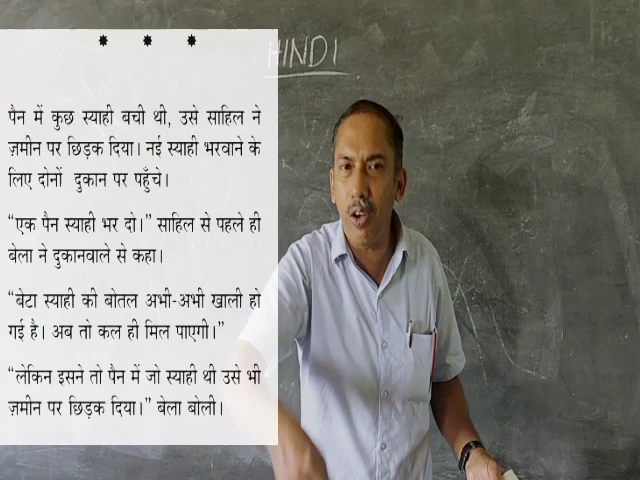 HINDI
पैन में कुछ स्याही बची थी, उसे साहिल ने
ज़मीन पर छिड़क दिया। नई स्याही भरवाने के
लिए दोनों दुकान पर पहुँचे।
“एक पैन स्याही भर दो।” साहिल से पहले ही
बेला ने दुकानवाले से कहा।
“बेटा स्याही की बोतल अभी-अभी खाली हो
गई है। अब तो कल ही मिल पाएगी।”
“लेकिन इसने तो पैन में जो स्याही थी उसे भी
ज़मीन पर छिड़क दिया।” बेला बोली।